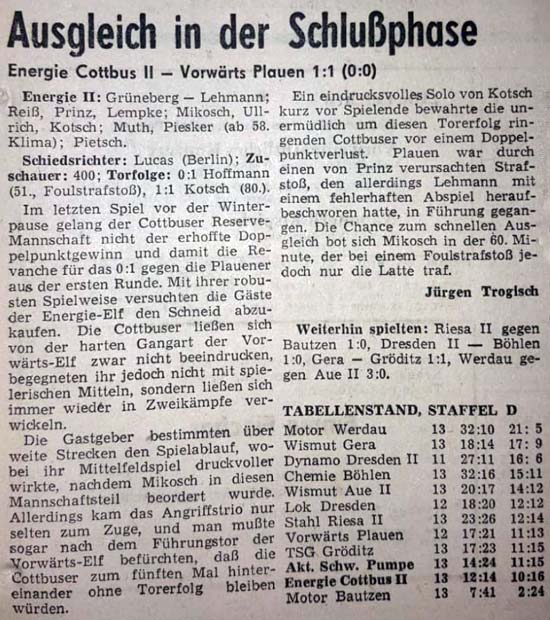 Ausgleich in der Schlußphase
Energie Cottbus II – Vorwärts Plauen 1:1 (0:0)
Energie II: Grüneberg – Lehmann;
Reiß, Prinz, Lempke; Mikosch, Ull-
rich, Kotsch; Muth, Piesker (ab 58.
Klima); Pietsch.
Schiedsrichter: Lucas (Berlin); Zu-
schauer: 400; Torfolge: 0:1 Hoffmann
(51., Foulstrafstoß), 1:1 Kotsch (80.).
Im letzten Spiel vor der Winter-
pause gelang der Cottbuser Reserve-
Mannschaft nicht der erhoffte Dop-
pelpunktgewinn und damit die Re-
vanche für das 0:1 gegen die Plauener
aus der ersten Runde. Mit ihrer robu-
sten Spielweise versuchten die Gäste
der Energie-Elf den Schneid abzu-
kaufen. Die Cottbuser ließen sich
von der harten Gangart der Vor-
wärts-Elf zwar nicht beeindrucken,
begegneten ihr jedoch nicht mit spie-
lerischen Mitteln, sondern ließen sich
immer wieder in Zweikämpfe ver-
wickeln.
Die Gastgeber bestimmten über
weite Strecken den Spielablauf, wo-
bei ihr Mittelfeldspiel druckvoller
wirkte, nachdem Mikosch in diesen
Mannschaftsteil beordert wurde.
Allerdings kam das Angriffstrio nur
selten zum Zuge, und man mußte
sogar nach dem Führungstor der
Vorwärts-Elf befürchten, daß die
Cottbuser zum fünften Mal hinter-
einander ohne Torerfolg bleiben
würden.
Ein eindrucksvolles Solo von Kotsch
kurz vor Spielende bewahrte die un-
ermüdlich um diesen Torerfolg rin-
genden Cottbuser vor einem Doppel-
punktverlust. Plauen war durch
einen von Prinz verursachten Straf-
stoß, den allerdings Lehmann mit
einem fehlerhaften Abspiel herauf-
beschworen hatte, in Führung gegan-
gen. Die Chance zum schnellen Aus-
gleich bot sich Mikosch in der 60. Mi-
nute, der bei einem Foulstrafstoß je-
doch nur die Latte traf.
Jürgen Trogisch
Weiterhin spielten: Riesa II gegen
Bautzen 1:0, Dresden II — Böhlen
1:0, Gera — Gröditz 1:1, Werdau ge-
gen Aue II 3:0.
TABELLENSTAND, STAFFEL D
Motor Werdau 13 32:10 21: 5
Wismut Gera 13 18:14 17: 9
Dynamo Dresden II 11 27:11 16: 6
Chemie Böhlen 13 32:16 15:11
Wismut Aue II 13 20:17 14:12
Lok Dresden 12 18:20 12:12
Stahl Riesa II 13 23:26 12:14
Vorwärts Plauen 12 17:21 11:13
TSG Gröditz 13 17:23 11:15
Akt. Schw. Pumpe 13 14:24 11:15
Energie Cottbus II 13 12:14 10:16
Motor Bautzen 13 7:41 2:24